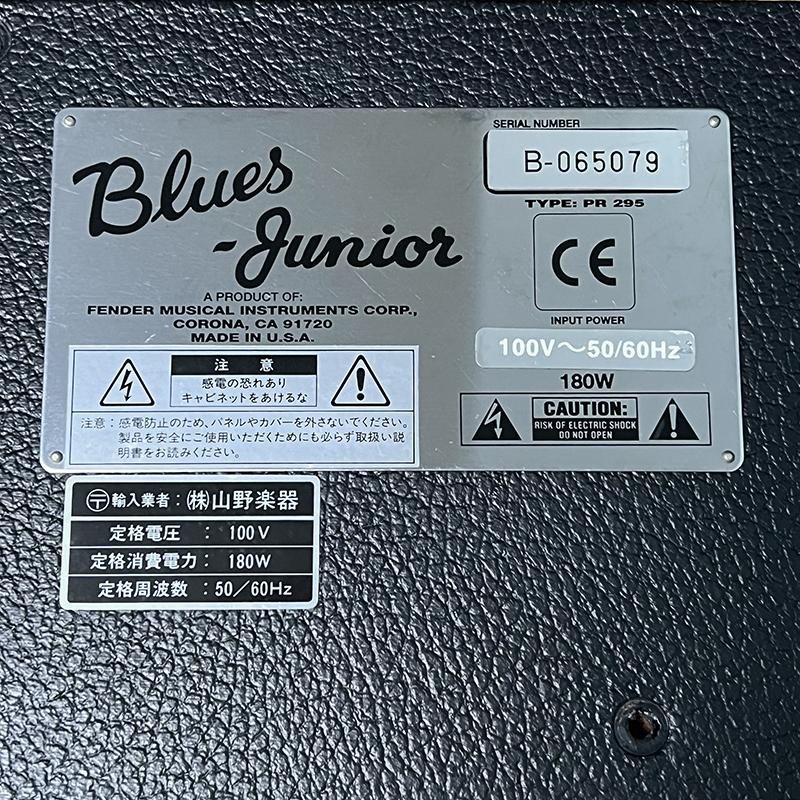 Blues
-Junior
A PRODUCT OF:
FENDER MUSICAL INSTRUMENTS CORP.,
CORONA, CA 91720
MADE IN U.S.A.
SERIAL NUMBER
B-065079
TYPE: PR 295
CE
INPUT POWER
100V～50/60Hz
180W
CAUTION:
RISK OF ELECTRIC SHOCK
DO NOT OPEN
注 意
感電の恐れあり
キャビネットをあけるな
注意：感電防止のため、パネルやカバーを外さないでください。
製品を安全にご使用いただくためにも必らず取扱い説
明書をお読みください。
〒輸入業者：㈱山野楽器
定格電圧 ： 100V
定格消費電力： 180W
定格周波数 ： 50／60Hz